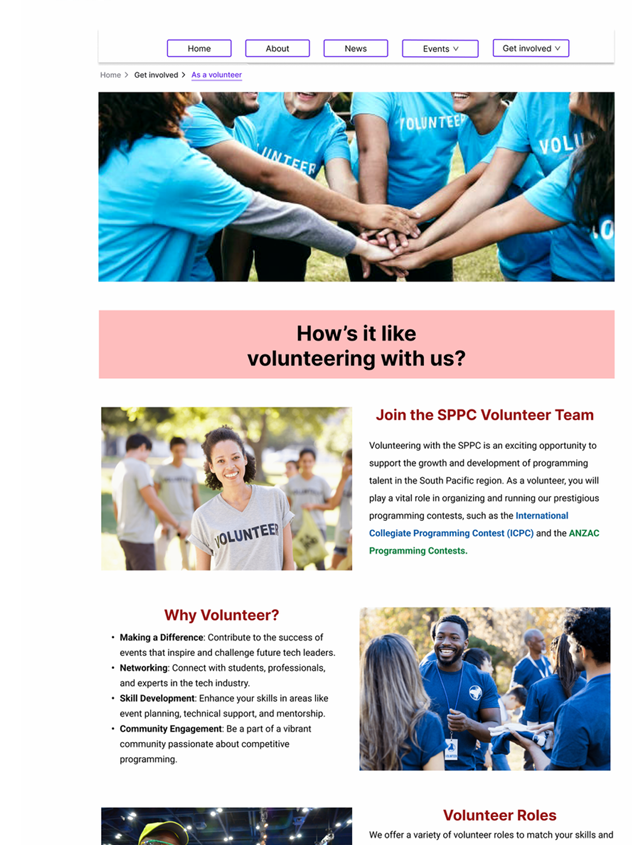 Home
About
News
Events
Get involved
Home > Get involved > As a volunteer
VOLUNTEER
VOLUNTEER
VOLU
How's it like
volunteering with us?
Join the SPPC Volunteer Team
Volunteering with the SPPC is an exciting opportunity to
support the growth and development of programming
talent in the South Pacific region. As a volunteer, you will
play a vital role in organizing and running our prestigious
programming contests, such as the International
Collegiate Programming Contest (ICPC) and the ANZAC
Programming Contests.
VOLUNTEER
Why Volunteer?
• Making a Difference: Contribute to the success of
events that inspire and challenge future tech leaders.
• Networking: Connect with students, professionals,
and experts in the tech industry.
• Skill Development: Enhance your skills in areas like
event planning, technical support, and mentorship.
• Community Engagement: Be a part of a vibrant
community passionate about competitive
programming.
Volunteer Roles
We offer a variety of volunteer roles to match your skills and